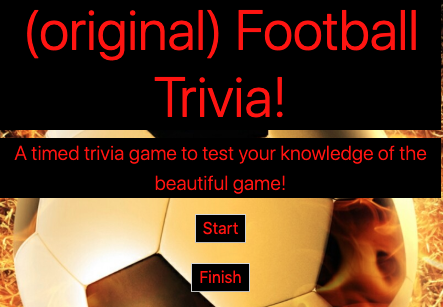 (original) Football
Trivia!
A timed trivia game to test your knowledge of the
beautiful game!
Start
Finish